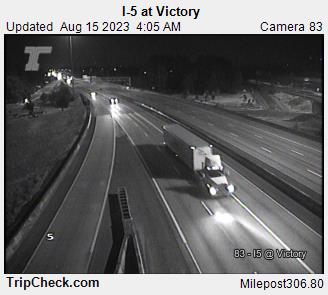 I-5 at Victory
Updated Aug 15 2023 4:05 AM Camera 83
T
S
83 - I5 @ Victory
TripCheck.com Milepost306.80